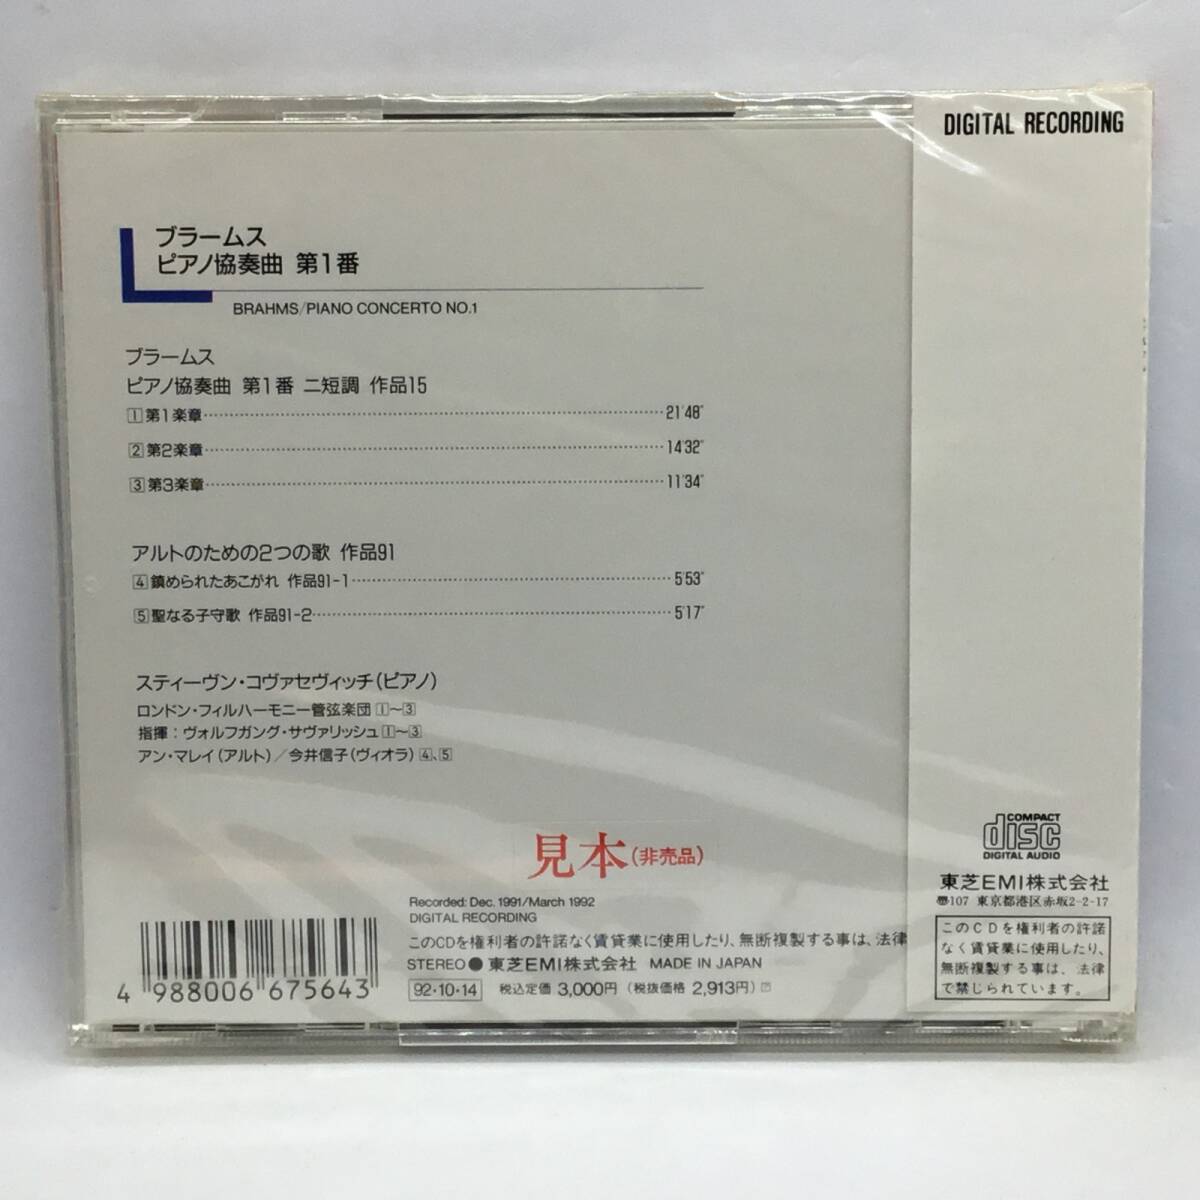 DIGITAL RECORDING
ブラームス
ピアノ協奏曲 第1番
BRAHMS/PIANO CONCERTO NO.1
ブラームス
ピアノ協奏曲 第1番 ニ短調 作品15
1 第1楽章 21'48"
2 第2楽章 14'32"
3 第3楽章 11'34"
アルトのための2つの歌 作品91
4 鎮められたあこがれ 作品91-1 5'53"
5 聖なる子守歌 作品91-2 5'17"
スティーヴン・コヴァセヴィッチ(ピアノ)
ロンドン・フィルハーモニー管弦楽団 1〜3
指揮:ヴォルフガング・サヴァリッシュ 1〜3
アン・マレイ(アルト)/今井信子(ヴィオラ) 4、5
見本(非売品)
Recorded: Dec. 1991/March 1992
DIGITAL RECORDING
このCDを権利者の許諾なく賃貸業に使用したり、無断複製する事は、法律
STEREO ● 東芝EMI株式会社 MADE IN JAPAN
92・10・14 税込定価 3,000円 (税抜価格 2,913円)
4 988006 675643
COMPACT
disc
DIGITAL AUDIO
東芝EMI株式会社
〠107 東京都港区赤坂2-2-17
このCDを権利者の許諾
なく賃貸業に使用したり、
無断複製する事は、法律
で禁じられています。